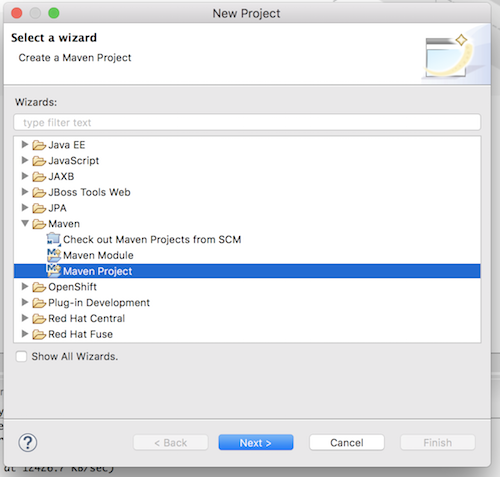 New Project
Select a wizard
Create a Maven Project
Wizards:
type filter text
Java EE
JavaScript
JAXB
JBoss Tools Web
JPA
Maven
Check out Maven Projects from SCM
Maven Module
Maven Project
OpenShift
Plug-in Development
Red Hat Central
Red Hat Fuse
Show All Wizards.
?
< Back
Next >
Cancel
Finish
at 12426.7 KB/sec)